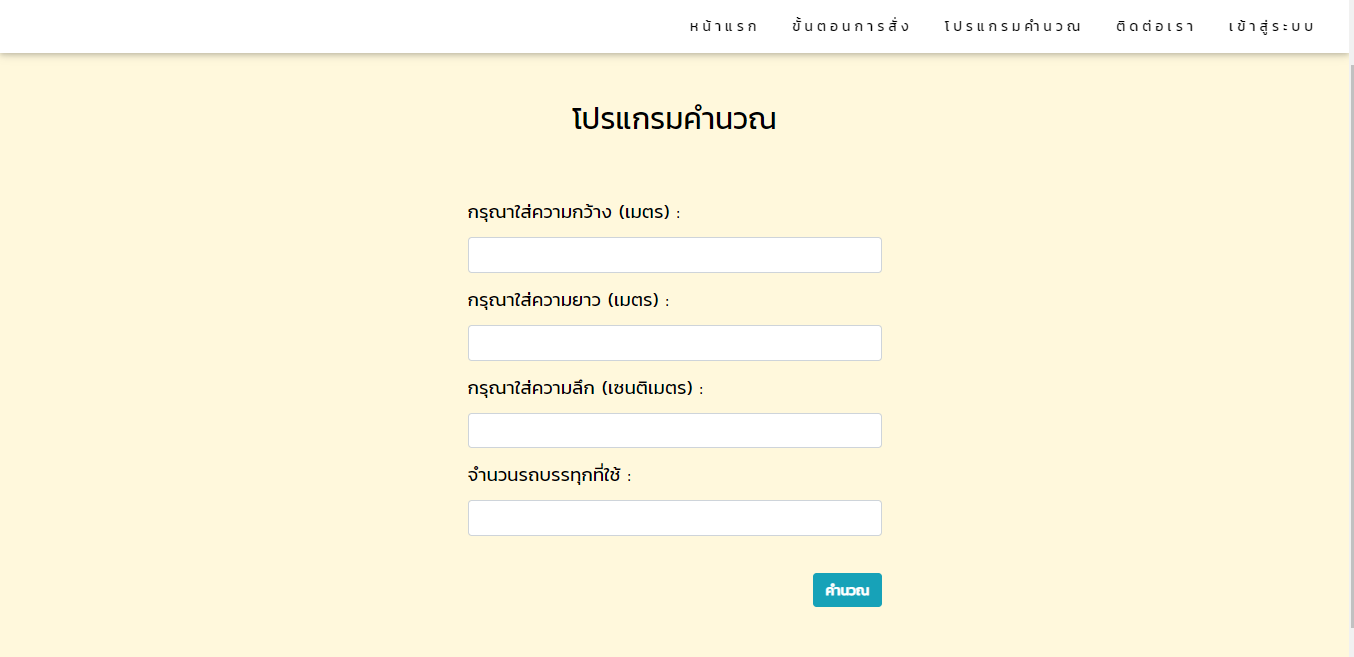 หน้าแรก ขั้นตอนการสั่ง โปรแกรมคำนวณ ติดต่อเรา เข้าสู่ระบบ
โปรแกรมคำนวณ
กรุณาใส่ความกว้าง (เมตร) :
กรุณาใส่ความยาว (เมตร) :
กรุณาใส่ความลึก (เซนติเมตร) :
จำนวนรถบรรทุกที่ใช้ :
คำนวณ